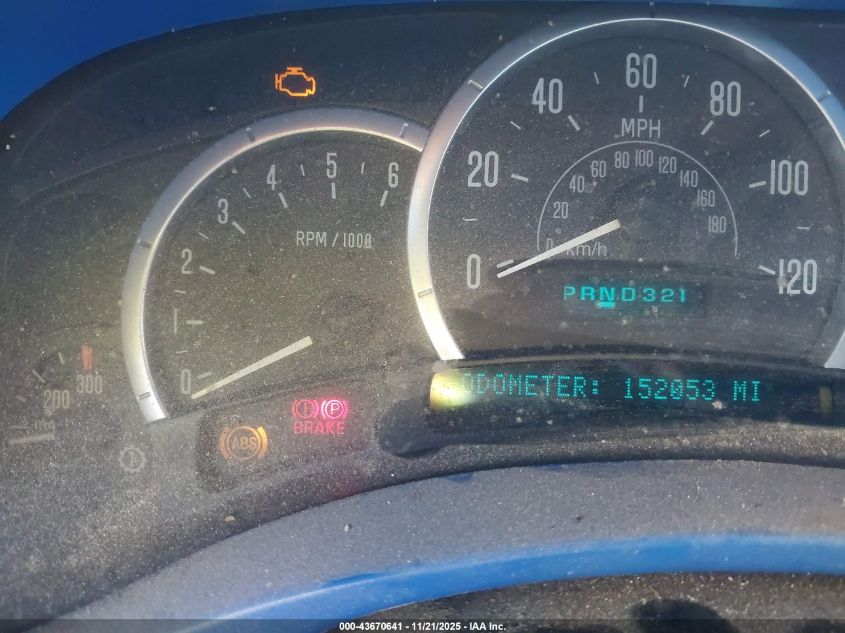 0 20 40 60 80 100 120
MPH
0 20 40 60 80 100 120 140 160 180
km/h
0 2 3 4 5 6
RPM / 1000
PRND321
ODOMETER: 152053 MI
200 300
ABS
(!) (P)
BRAKE
000-43670641 - 11/21/2025 - IAA Inc.